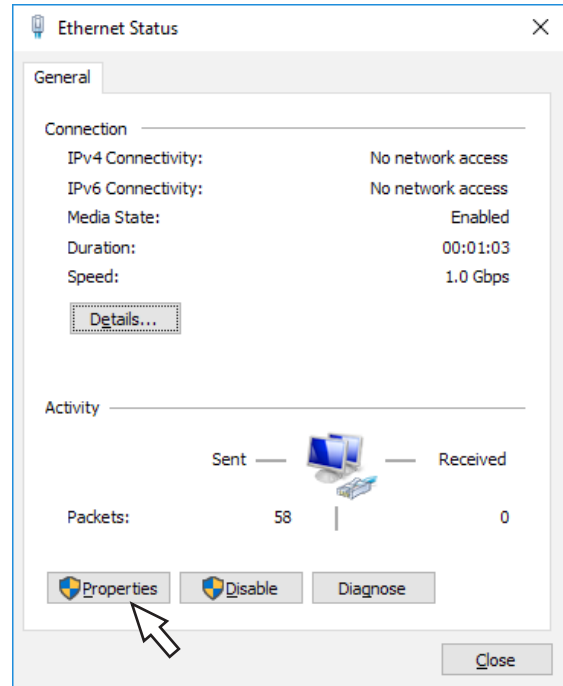 Ethernet Status
General
Connection
IPv4 Connectivity: No network access
IPv6 Connectivity: No network access
Media State: Enabled
Duration: 00:01:03
Speed: 1.0 Gbps
Details...
Activity
Sent Received
Packets: 58 0
Properties Disable Diagnose
Close